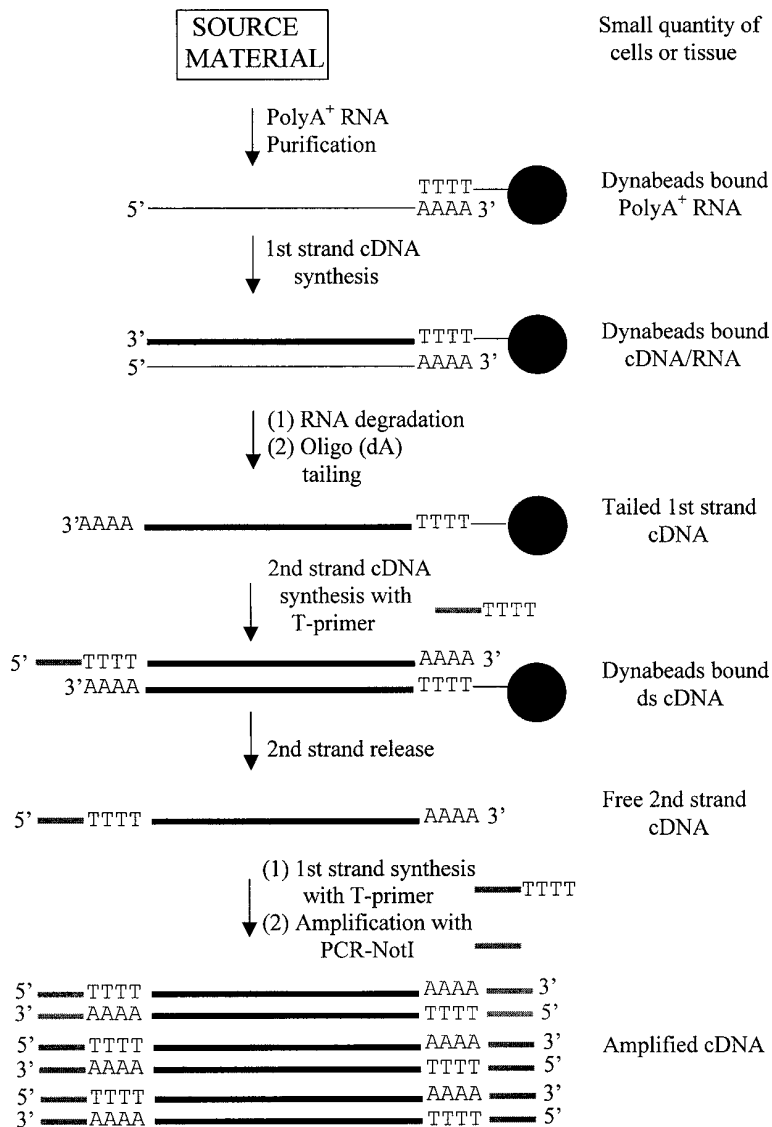 SOURCE
MATERIAL
Small quantity of
cells or tissue
PolyA+ RNA
Purification
TTTT
5’ AAAA 3’
Dynabeads bound
PolyA+ RNA
1st strand cDNA
synthesis
3’ TTTT
5’ AAAA 3’
Dynabeads bound
cDNA/RNA
(1) RNA degradation
(2) Oligo (dA)
tailing
3’AAAA TTTT
Tailed 1st strand
cDNA
2nd strand cDNA
synthesis with
T-primer
TTTT
5’ TTTT AAAA 3’
3’AAAA TTTT
Dynabeads bound
ds cDNA
2nd strand release
5’ TTTT AAAA 3’
Free 2nd strand
cDNA
(1) 1st strand synthesis
with T-primer
TTTT
(2) Amplification with
PCR-NotI
5’ TTTT AAAA 3’
3’ AAAA TTTT 5’
5’ TTTT AAAA 3’
3’ AAAA TTTT 5’
5’ TTTT AAAA 3’
3’ AAAA TTTT 5’
Amplified cDNA